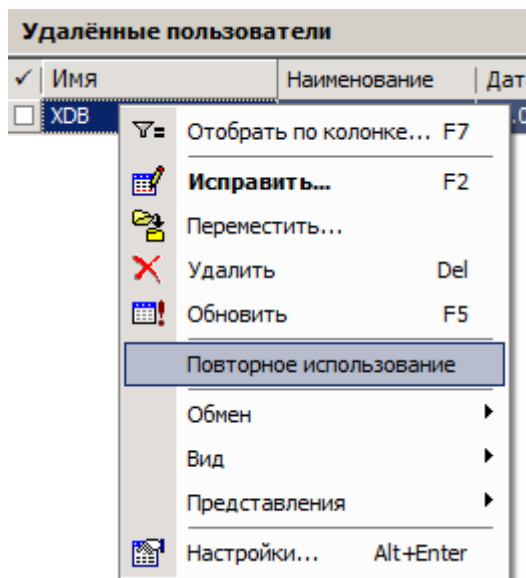 Удалённые пользователи
Имя Наименование Дат
XDB
Отобрать по колонке... F7
Исправить... F2
Переместить...
Удалить Del
Обновить F5
Повторное использование
Обмен
Вид
Представления
Настройки... Alt+Enter